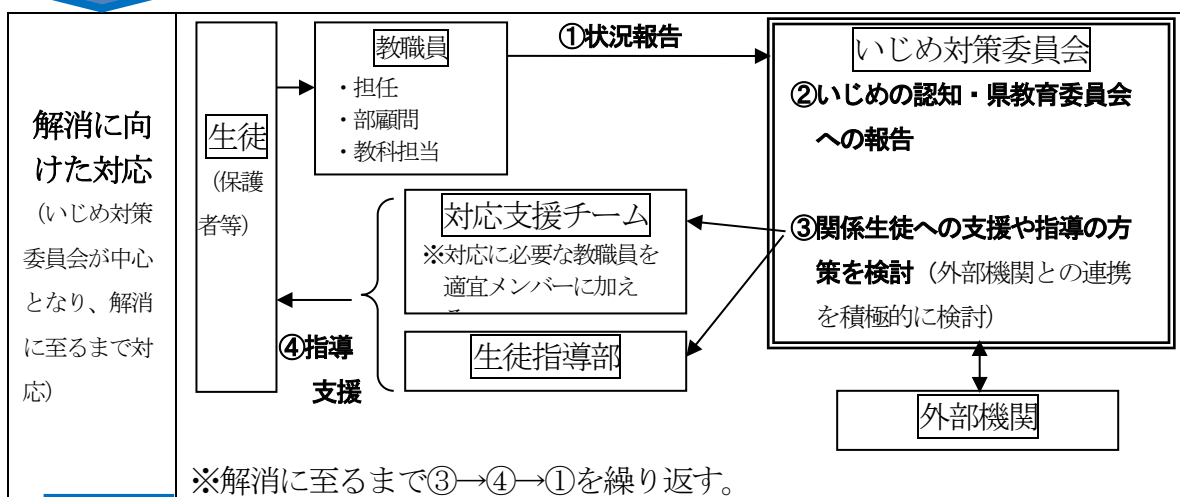 解消に向
けた対応
（いじめ対策
委員会が中心
となり、解消
に至るまで対
応）
生徒
（保護
者等）
教職員
・担任
・部顧問
・教科担当
①状況報告
いじめ対策委員会
②いじめの認知・県教育委員会
への報告
③関係生徒への支援や指導の方
策を検討（外部機関との連携
を積極的に検討）
対応支援チーム
※対応に必要な教職員を
適宜メンバーに加え
生徒指導部
④指導
支援
外部機関
※解消に至るまで③→④→①を繰り返す。